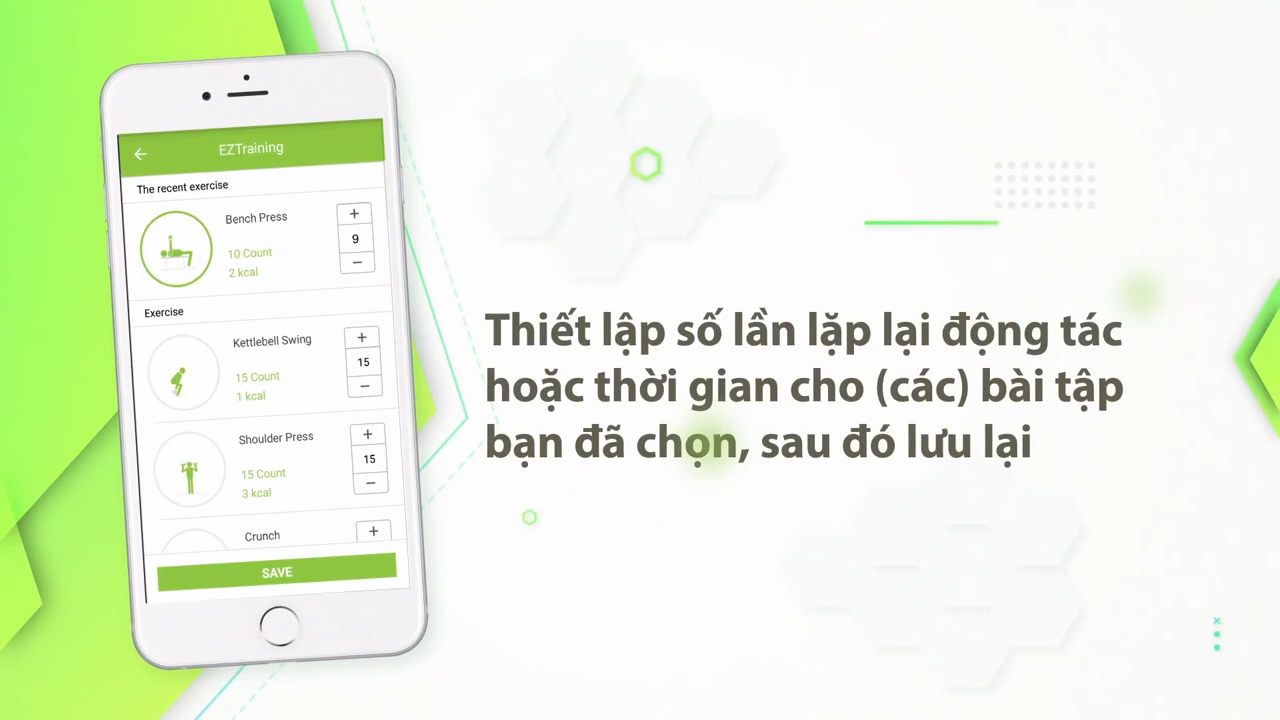 EZTraining
The recent exercise
Bench Press
10 Count
2 kcal
+
9
−
Exercise
Kettlebell Swing
15 Count
1 kcal
+
15
−
Shoulder Press
15 Count
3 kcal
+
15
−
Crunch
+
SAVE
Thiết lập số lần lặp lại động tác
hoặc thời gian cho (các) bài tập
bạn đã chọn, sau đó lưu lại